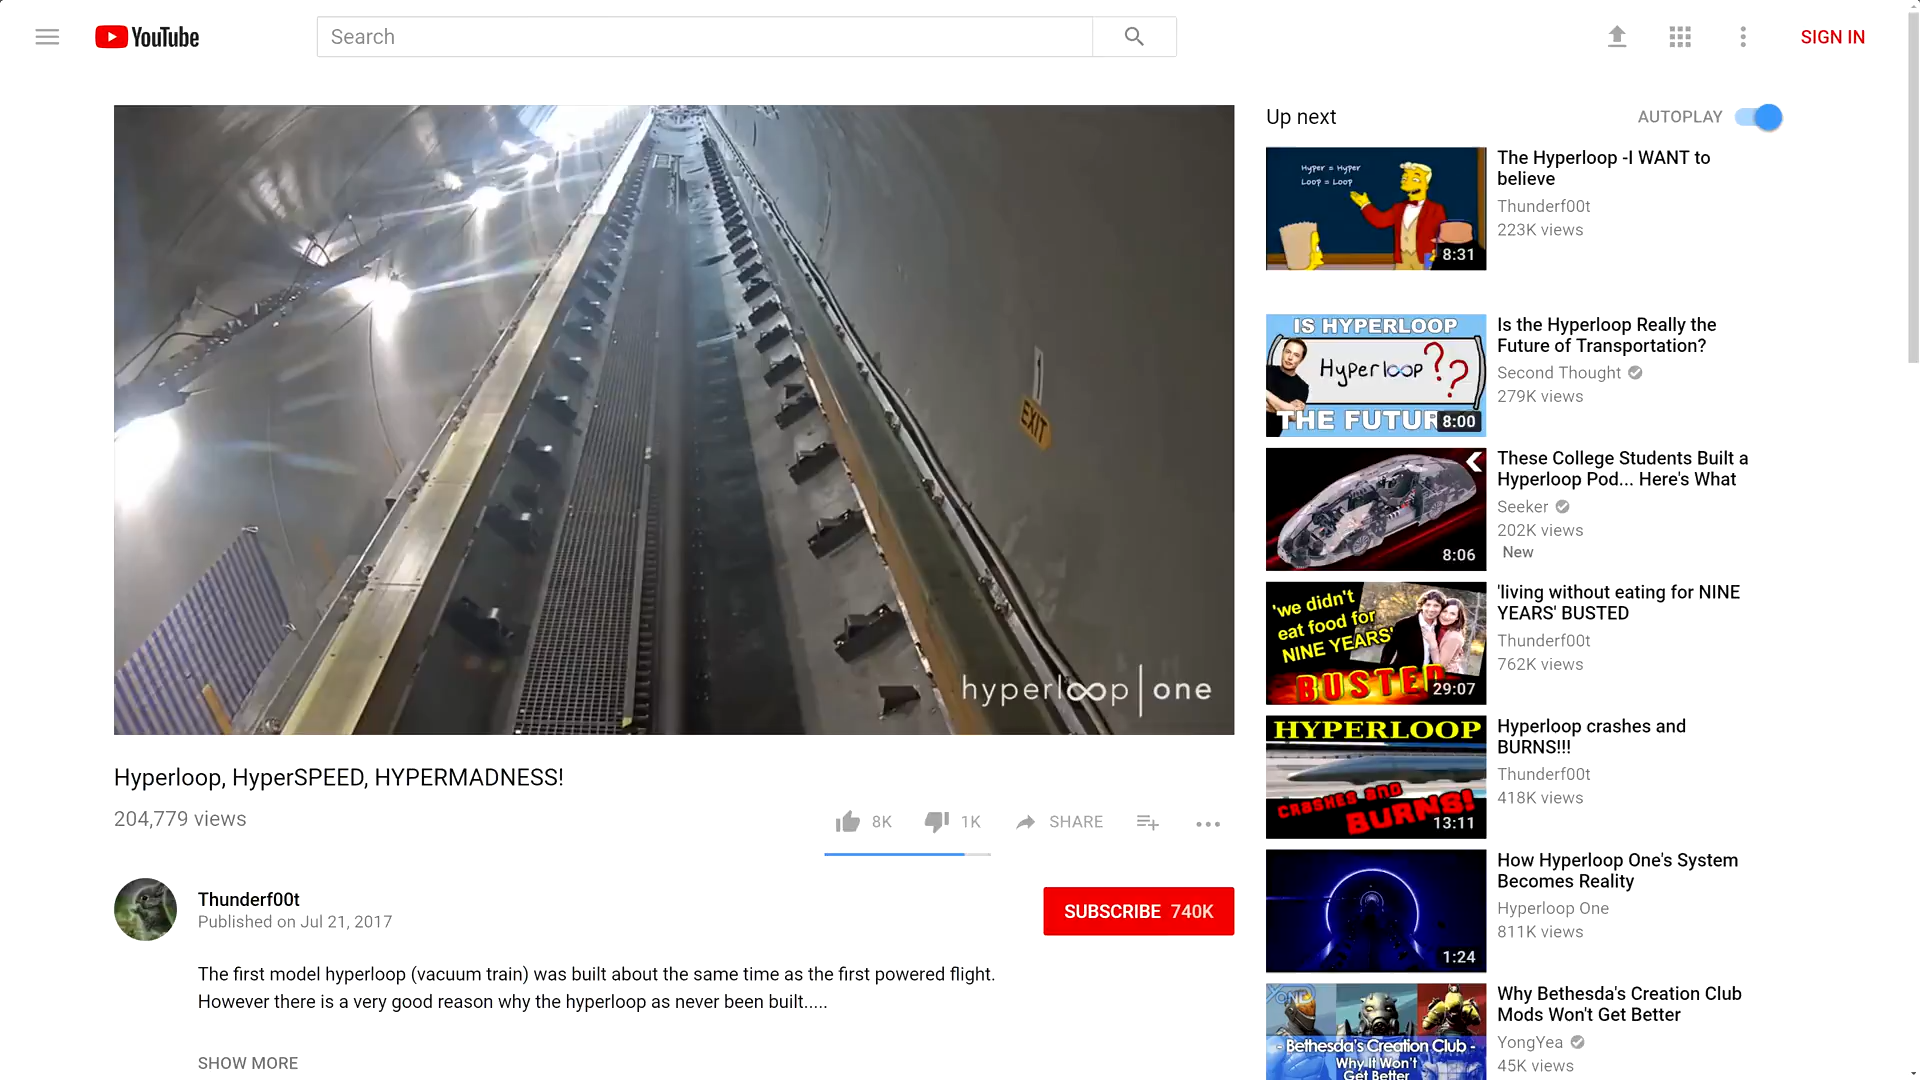 YouTube
Search
SIGN IN
EXIT
hyperloop | one
Hyperloop, HyperSPEED, HYPERMADNESS!
204,779 views
8K
1K
SHARE
Thunderf00t
Published on Jul 21, 2017
SUBSCRIBE 740K
The first model hyperloop (vacuum train) was built about the same time as the first powered flight.
However there is a very good reason why the hyperloop as never been built.....
SHOW MORE
Up next
AUTOPLAY
Hyper = Hyper
Loop = Loop
8:31
The Hyperloop -I WANT to
believe
Thunderf00t
223K views
IS HYPERLOOP
Hyperloop ??
THE FUTUR
8:00
Is the Hyperloop Really the
Future of Transportation?
Second Thought
279K views
8:06
These College Students Built a
Hyperloop Pod... Here's What
Seeker
202K views
New
'we didn't
eat food for
NINE YEARS'
BUSTED
29:07
'living without eating for NINE
YEARS' BUSTED
Thunderf00t
762K views
HYPERLOOP
CRASHES AND
BURNS!
13:11
Hyperloop crashes and
BURNS!!!
Thunderf00t
418K views
1:24
How Hyperloop One's System
Becomes Reality
Hyperloop One
811K views
- Bethesda's Creation Club -
Why It Won't
Get Better
Why Bethesda's Creation Club
Mods Won't Get Better
YongYea
45K views